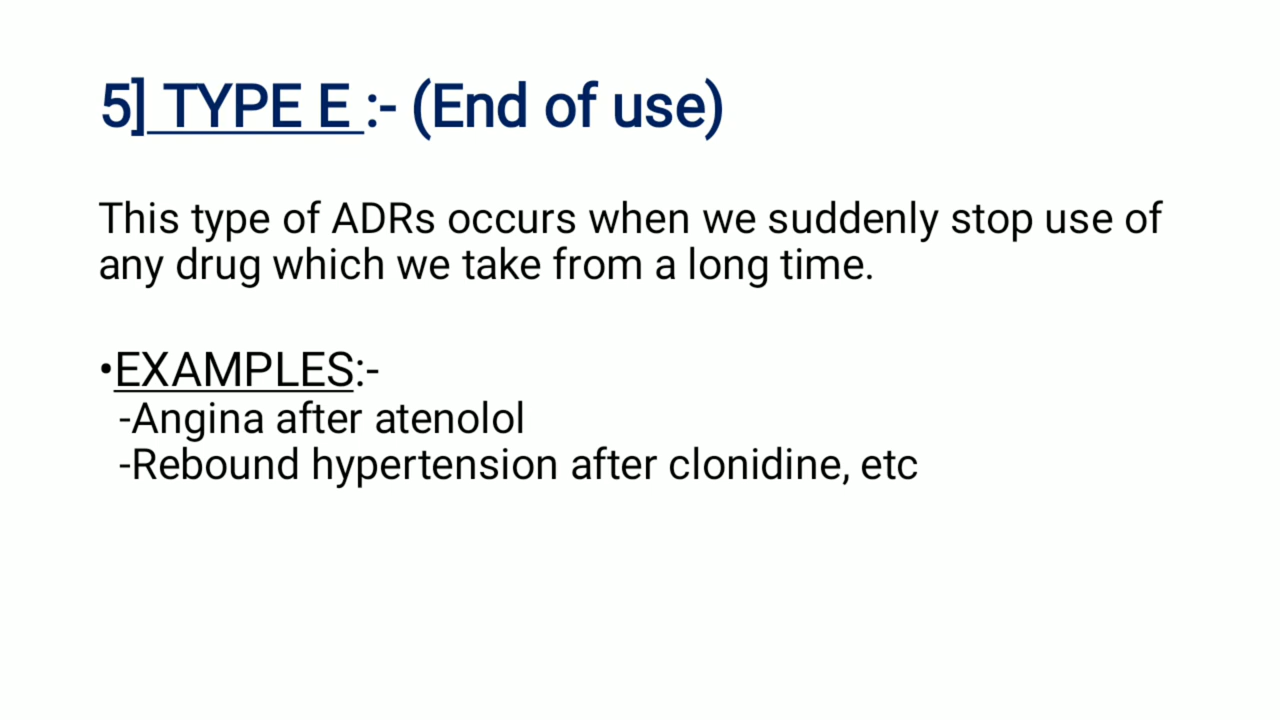 5] TYPE E :- (End of use)
This type of ADRs occurs when we suddenly stop use of
any drug which we take from a long time.
•EXAMPLES:-
-Angina after atenolol
-Rebound hypertension after clonidine, etc